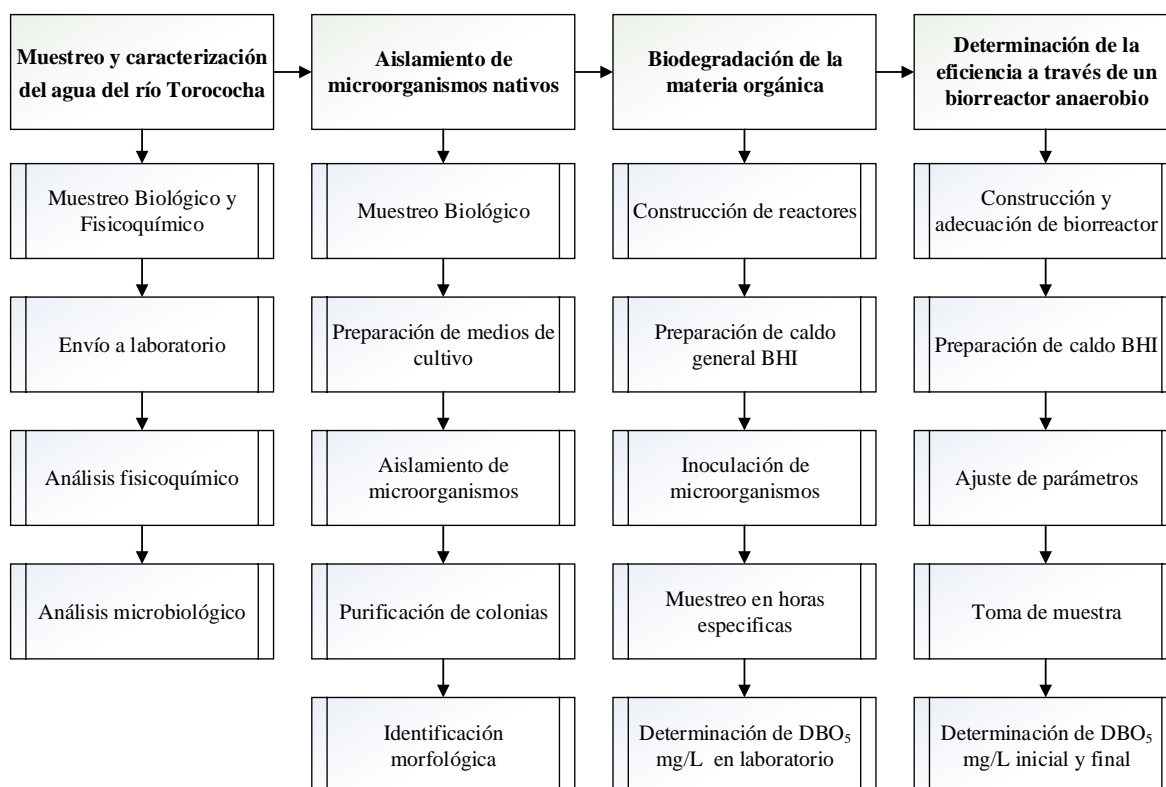 Muestreo y caracterización
del agua del río Torococha
Muestreo Biológico y
Fisicoquímico
Envío a laboratorio
Análisis fisicoquímico
Análisis microbiológico
Aislamiento de
microorganismos nativos
Muestreo Biológico
Preparación de medios de
cultivo
Aislamiento de
microorganismos
Purificación de colonias
Identificación
morfológica
Biodegradación de la
materia orgánica
Construcción de reactores
Preparación de caldo
general BHI
Inoculación de
microorganismos
Muestreo en horas
especificas
Determinación de DBO₅
mg/L en laboratorio
Determinación de la
eficiencia a través de un
biorreactor anaerobio
Construcción y
adecuación de biorreactor
Preparación de caldo BHI
Ajuste de parámetros
Toma de muestra
Determinación de DBO₅
mg/L inicial y final